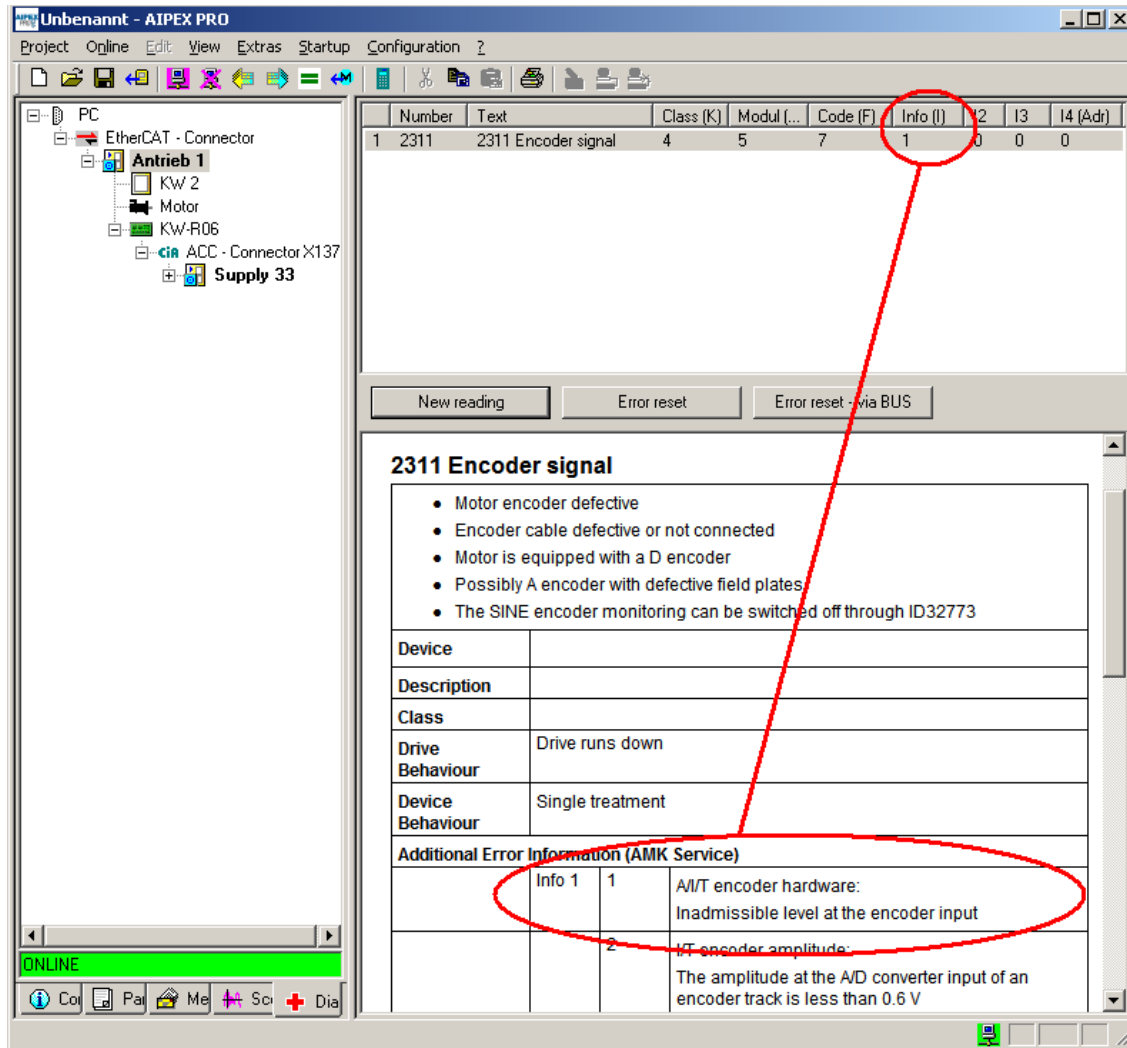 Unbenannt - AIPEX PRO
Project Online Edit View Extras Startup Configuration ?
PC
EtherCAT - Connector
Antrieb 1
KW 2
Motor
KW-R06
CiA ACC - Connector X137
Supply 33
ONLINE
Co Par Me Sco Dia
Number Text Class (K) Modul (... Code (F) Info (I) I2 I3 I4 (Adr)
1 2311 2311 Encoder signal 4 5 7 1 0 0 0
New reading Error reset Error reset - via BUS
2311 Encoder signal
• Motor encoder defective
• Encoder cable defective or not connected
• Motor is equipped with a D encoder
• Possibly A encoder with defective field plates
• The SINE encoder monitoring can be switched off through ID32773
Device
Description
Class
Drive Behaviour Drive runs down
Device Behaviour Single treatment
Additional Error Information (AMK Service)
Info 1 1 A/I/T encoder hardware:
Inadmissible level at the encoder input
2 I/T encoder amplitude:
The amplitude at the A/D converter input of an
encoder track is less than 0.6 V